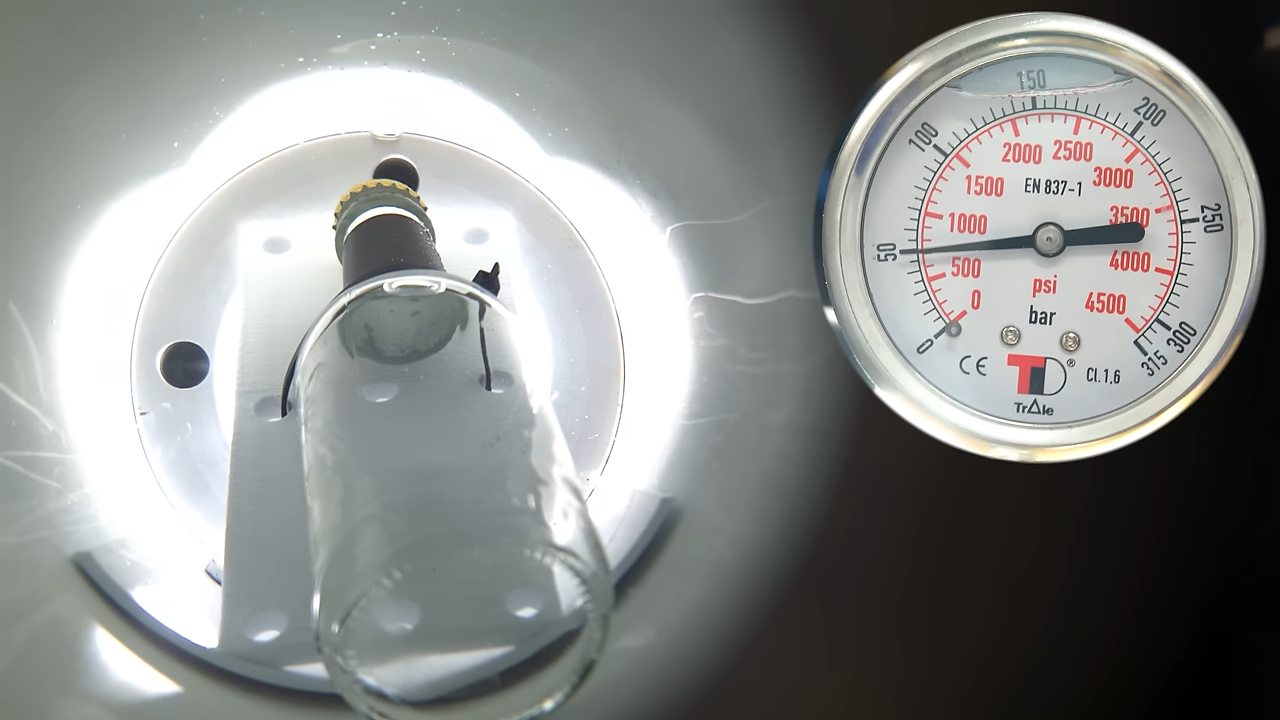 150
200
100
2000 2500
1500 EN 837-1 3000
1000 3500
250
50
500 4000
0 psi 4500
bar
0 300
315
CE TD® CL.1,6
TrΔle